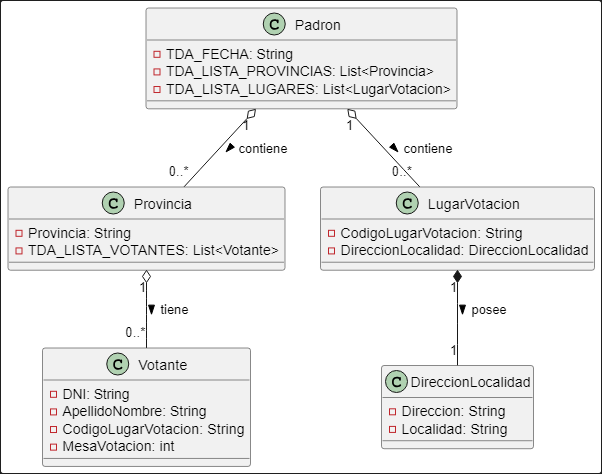 C Padron
TDA_FECHA: String
TDA_LISTA_PROVINCIAS: List<Provincia>
TDA_LISTA_LUGARES: List<LugarVotacion>
1
1
contiene
contiene
0..*
0..*
C Provincia
Provincia: String
TDA_LISTA_VOTANTES: List<Votante>
C LugarVotacion
CodigoLugarVotacion: String
DireccionLocalidad: DireccionLocalidad
1
1
tiene
posee
0..*
1
C Votante
DNI: String
ApellidoNombre: String
CodigoLugarVotacion: String
MesaVotacion: int
C DireccionLocalidad
Direccion: String
Localidad: String